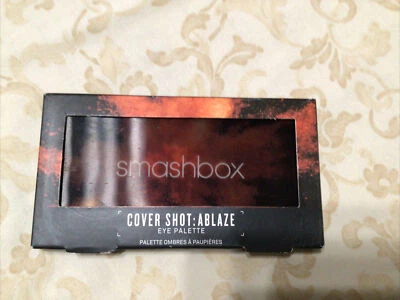 smashbox
COVER SHOT: ABLAZE
EYE PALETTE
PALETTE OMBRES À PAUPIÈRES